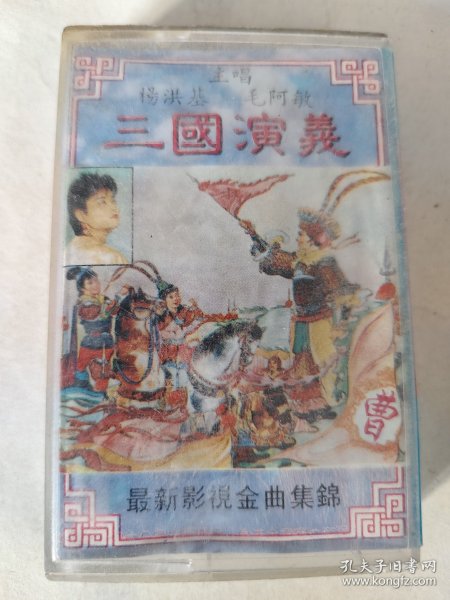 主唱
楊洪基 毛阿敏
三國演義
曹
最新影視金曲集錦
孔夫子旧书网
www.kongfz.com